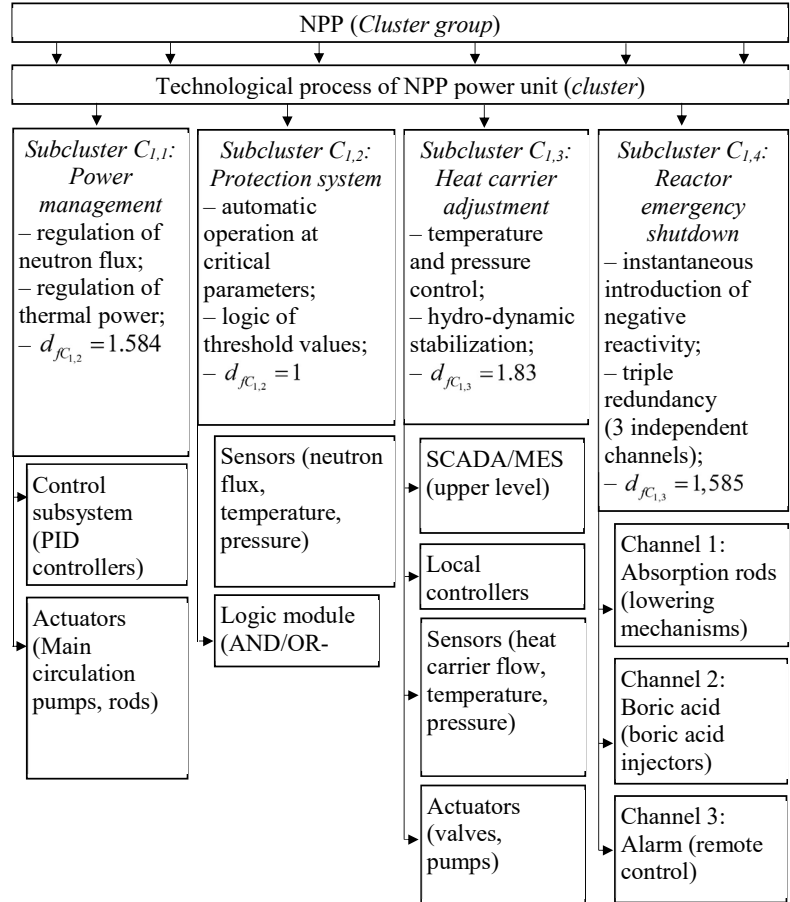 NPP (Cluster group)
Technological process of NPP power unit (cluster)
Subcluster C1,1:
Power
management
– regulation of
neutron flux;
– regulation of
thermal power;
– d fC1,2 = 1.584
Control
subsystem
(PID
controllers)
Actuators
(Main
circulation
pumps, rods)
Subcluster C1,2:
Protection system
– automatic
operation at
critical
parameters;
– logic of
threshold values;
– d fC1,2 = 1
Sensors (neutron
flux,
temperature,
pressure)
Logic module
(AND/OR-
Subcluster C1,3:
Heat carrier
adjustment
– temperature
and pressure
control;
– hydro-dynamic
stabilization;
– d fC1,3 = 1.83
SCADA/MES
(upper level)
Local
controllers
Sensors (heat
carrier flow,
temperature,
pressure)
Actuators
(valves,
pumps)
Subcluster C1,4:
Reactor
emergency
shutdown
– instantaneous
introduction of
negative
reactivity;
– triple
redundancy
(3 independent
channels);
– d fC1,3 = 1,585
Channel 1:
Absorption rods
(lowering
mechanisms)
Channel 2:
Boric acid
(boric acid
injectors)
Channel 3:
Alarm (remote
control)